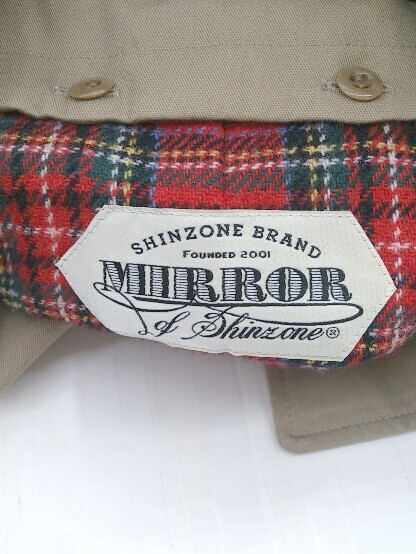 SHINZONE BRAND
FOUNDED 2001
MIRROR
of Shinzone®